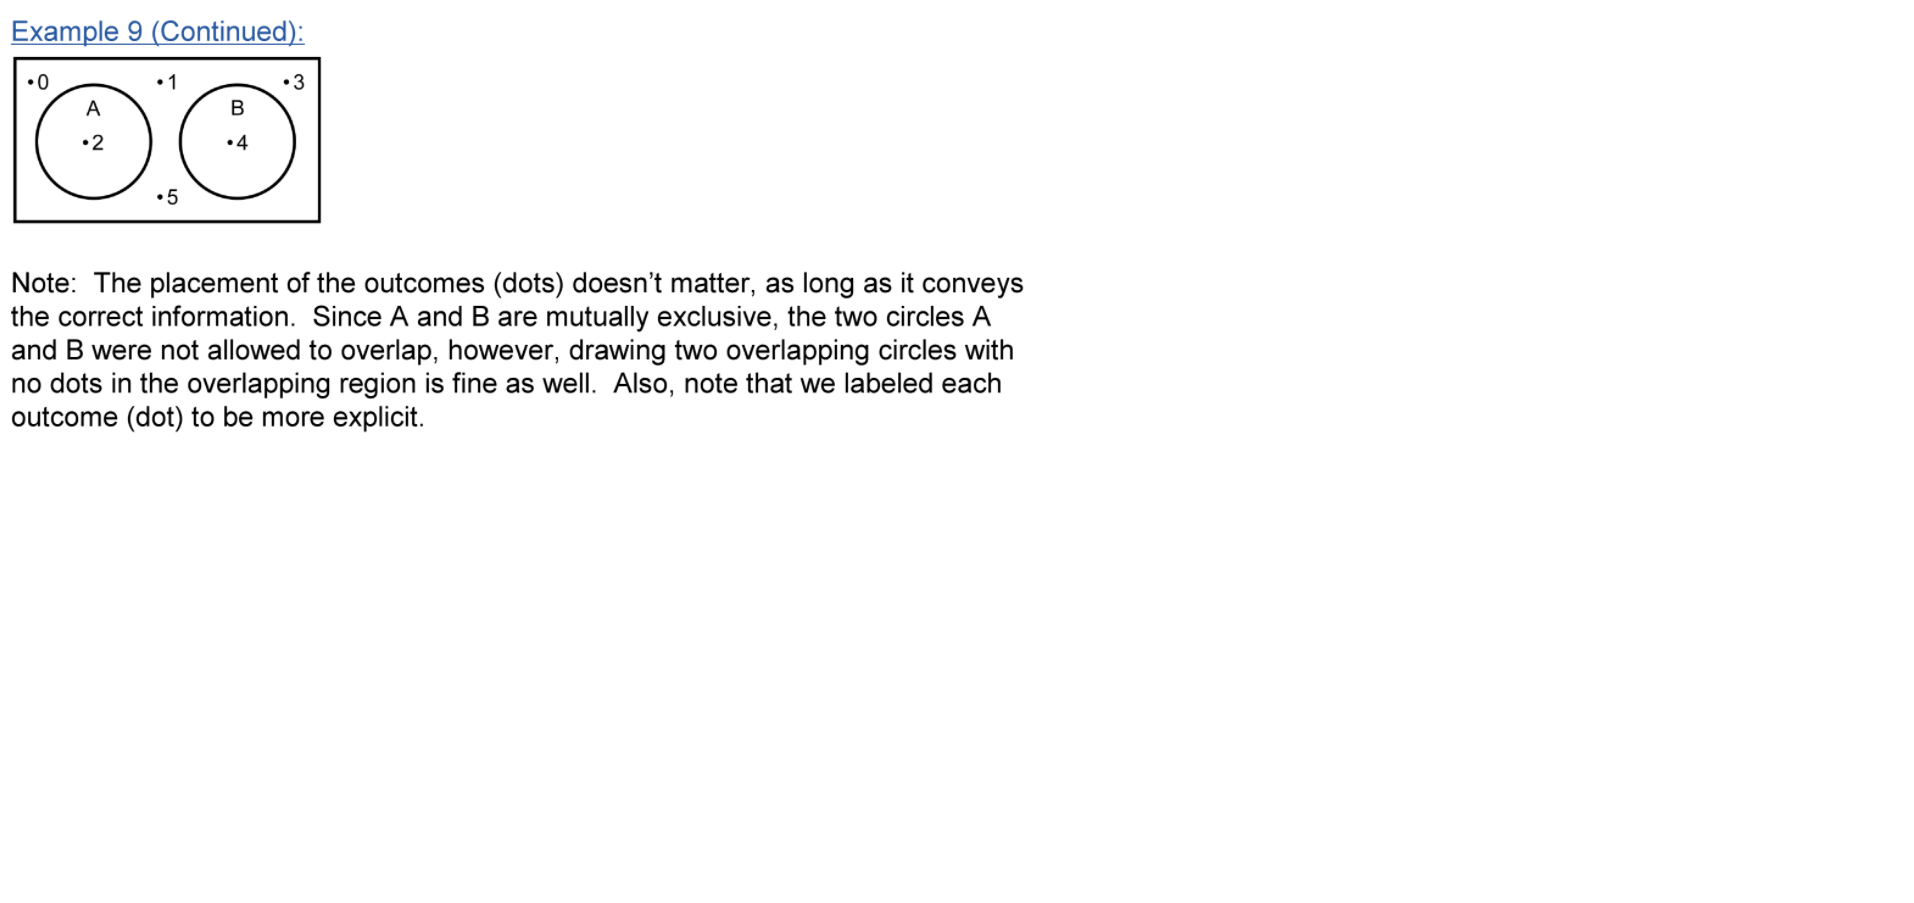 Example 9 (Continued):
•0 •1 •3
A B
•2 •4
•5
Note:  The placement of the outcomes (dots) doesn’t matter, as long as it conveys
the correct information.  Since A and B are mutually exclusive, the two circles A
and B were not allowed to overlap, however, drawing two overlapping circles with
no dots in the overlapping region is fine as well.  Also, note that we labeled each
outcome (dot) to be more explicit.